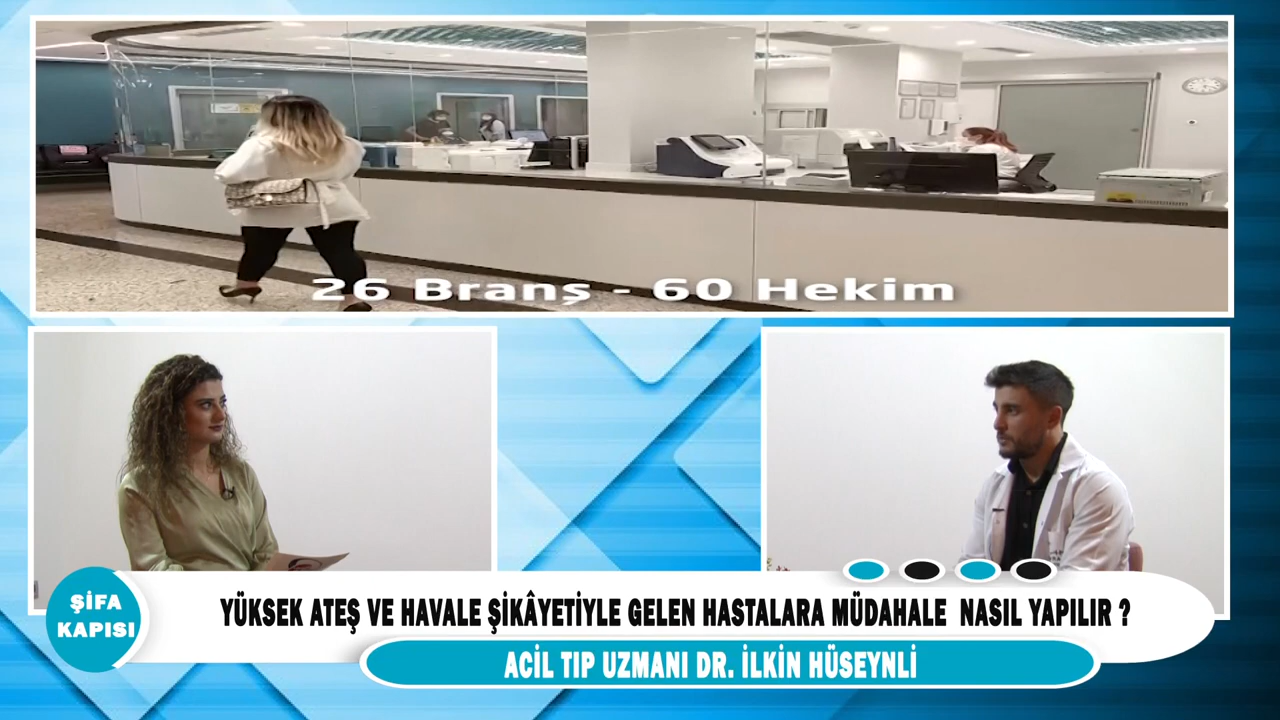 26 Branş - 60 Hekim
ŞİFA
KAPISI
YÜKSEK ATEŞ VE HAVALE ŞİKÂYETİYLE GELEN HASTALARA MÜDAHALE NASIL YAPILIR ?
ACİL TIP UZMANI DR. İLKİN HÜSEYNLİ